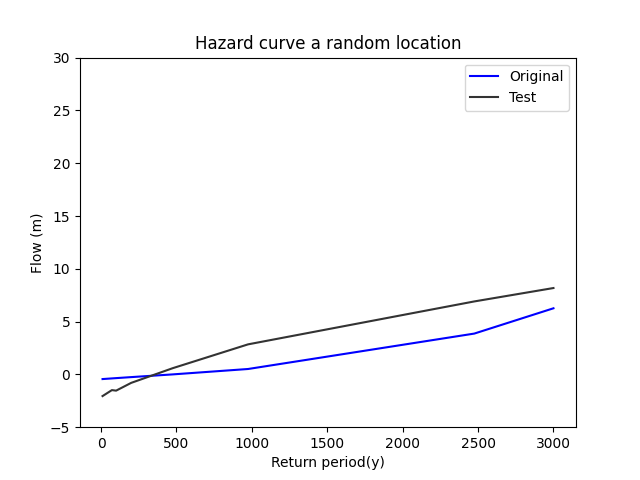 Hazard curve a random location
Original
Test
30
25
20
15
10
5
0
−5
Flow (m)
0 500 1000 1500 2000 2500 3000
Return period(y)